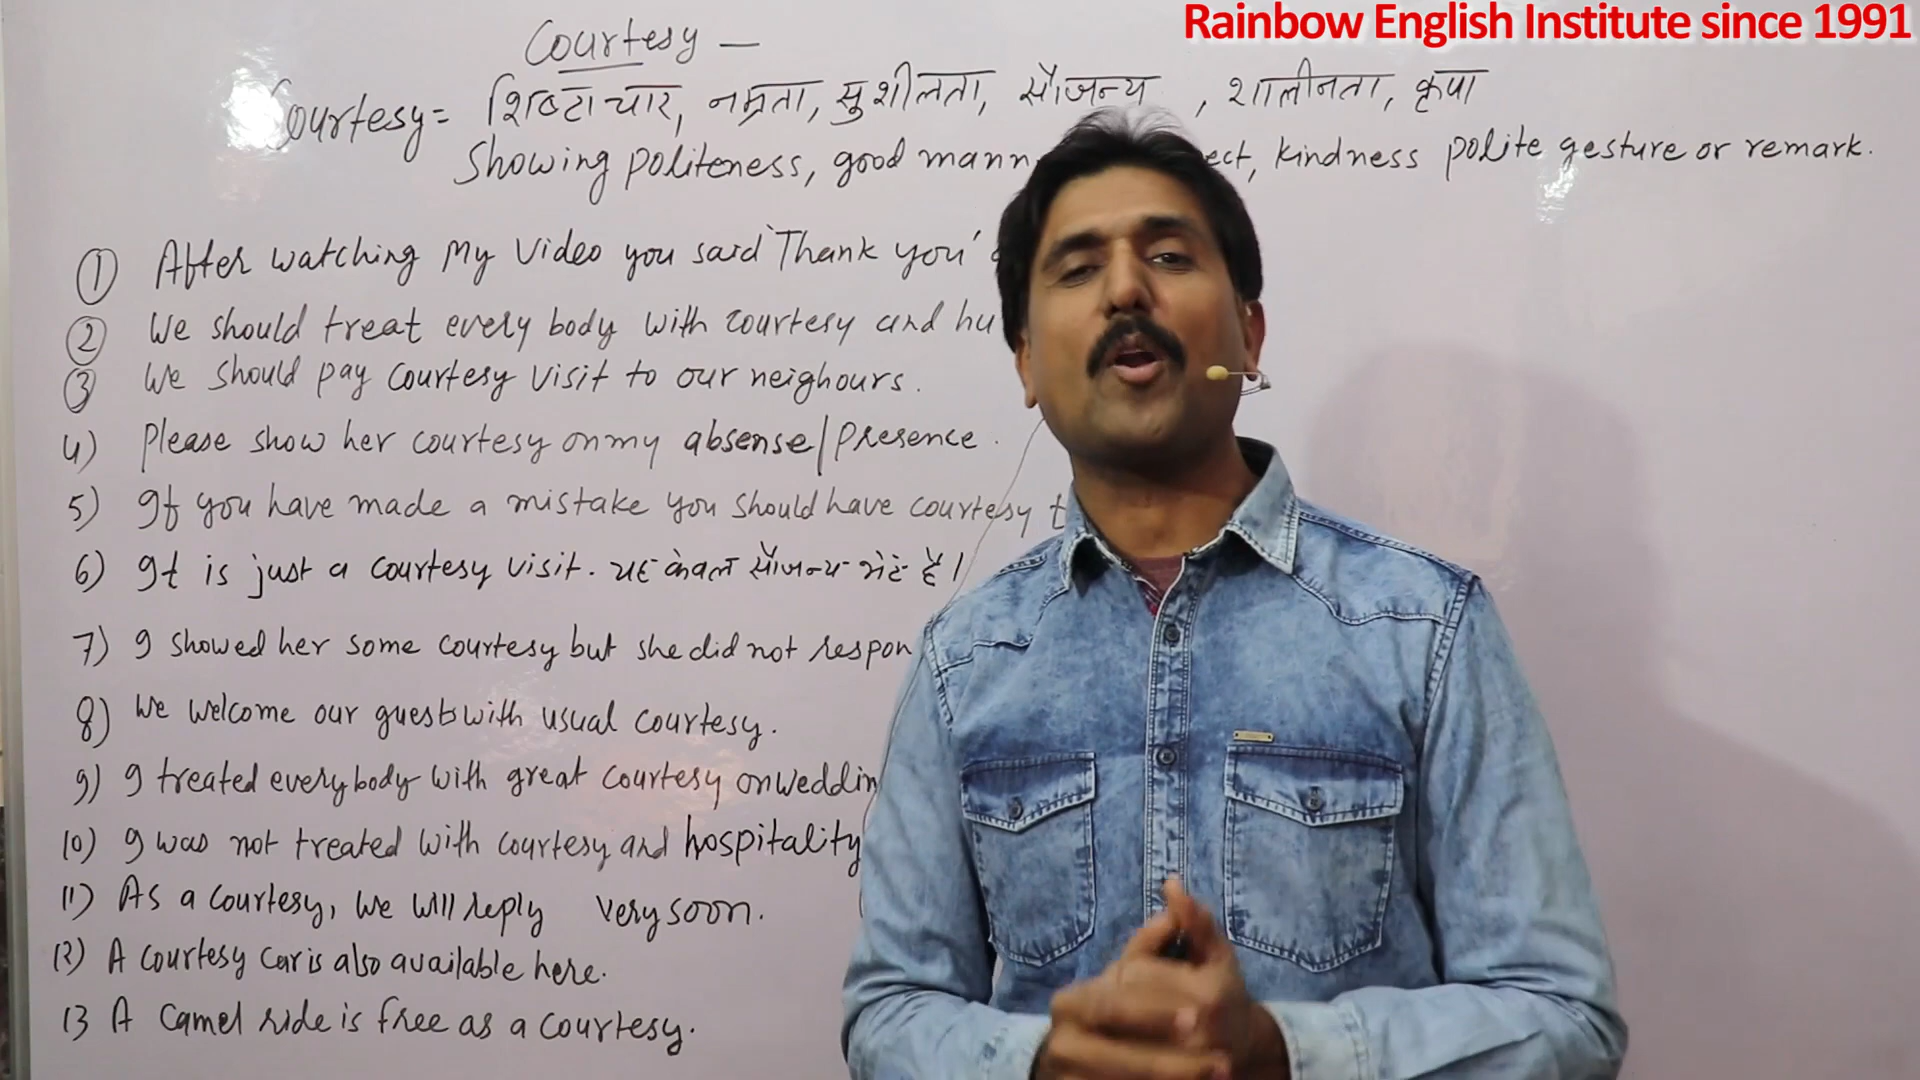 Rainbow English Institute since 1991
Courtesy —
Courtesy = शिष्टाचार, नम्रता, सुशीलता, सौजन्य , शालीनता, कृपा
Showing politeness, good mann ect, kindness polite gesture or remark.
① After watching my video you said 'Thank you'
② We should treat every body with courtesy and hu
③ We should pay courtesy visit to our neighours.
4) Please show her courtesy on my absense/presence.
5) If you have made a mistake you should have courtesy t
6) It is just a courtesy visit. यह केवल सौजन्य भेंट है।
7) I showed her some courtesy but she did not respon
8) We welcome our guests with usual courtesy.
9) I treated everybody with great courtesy on weddin
10) I was not treated with courtesy and hospitality
11) As a courtesy, we will reply very soon.
12) A courtesy car is also available here.
13 A Camel ride is free as a courtesy.